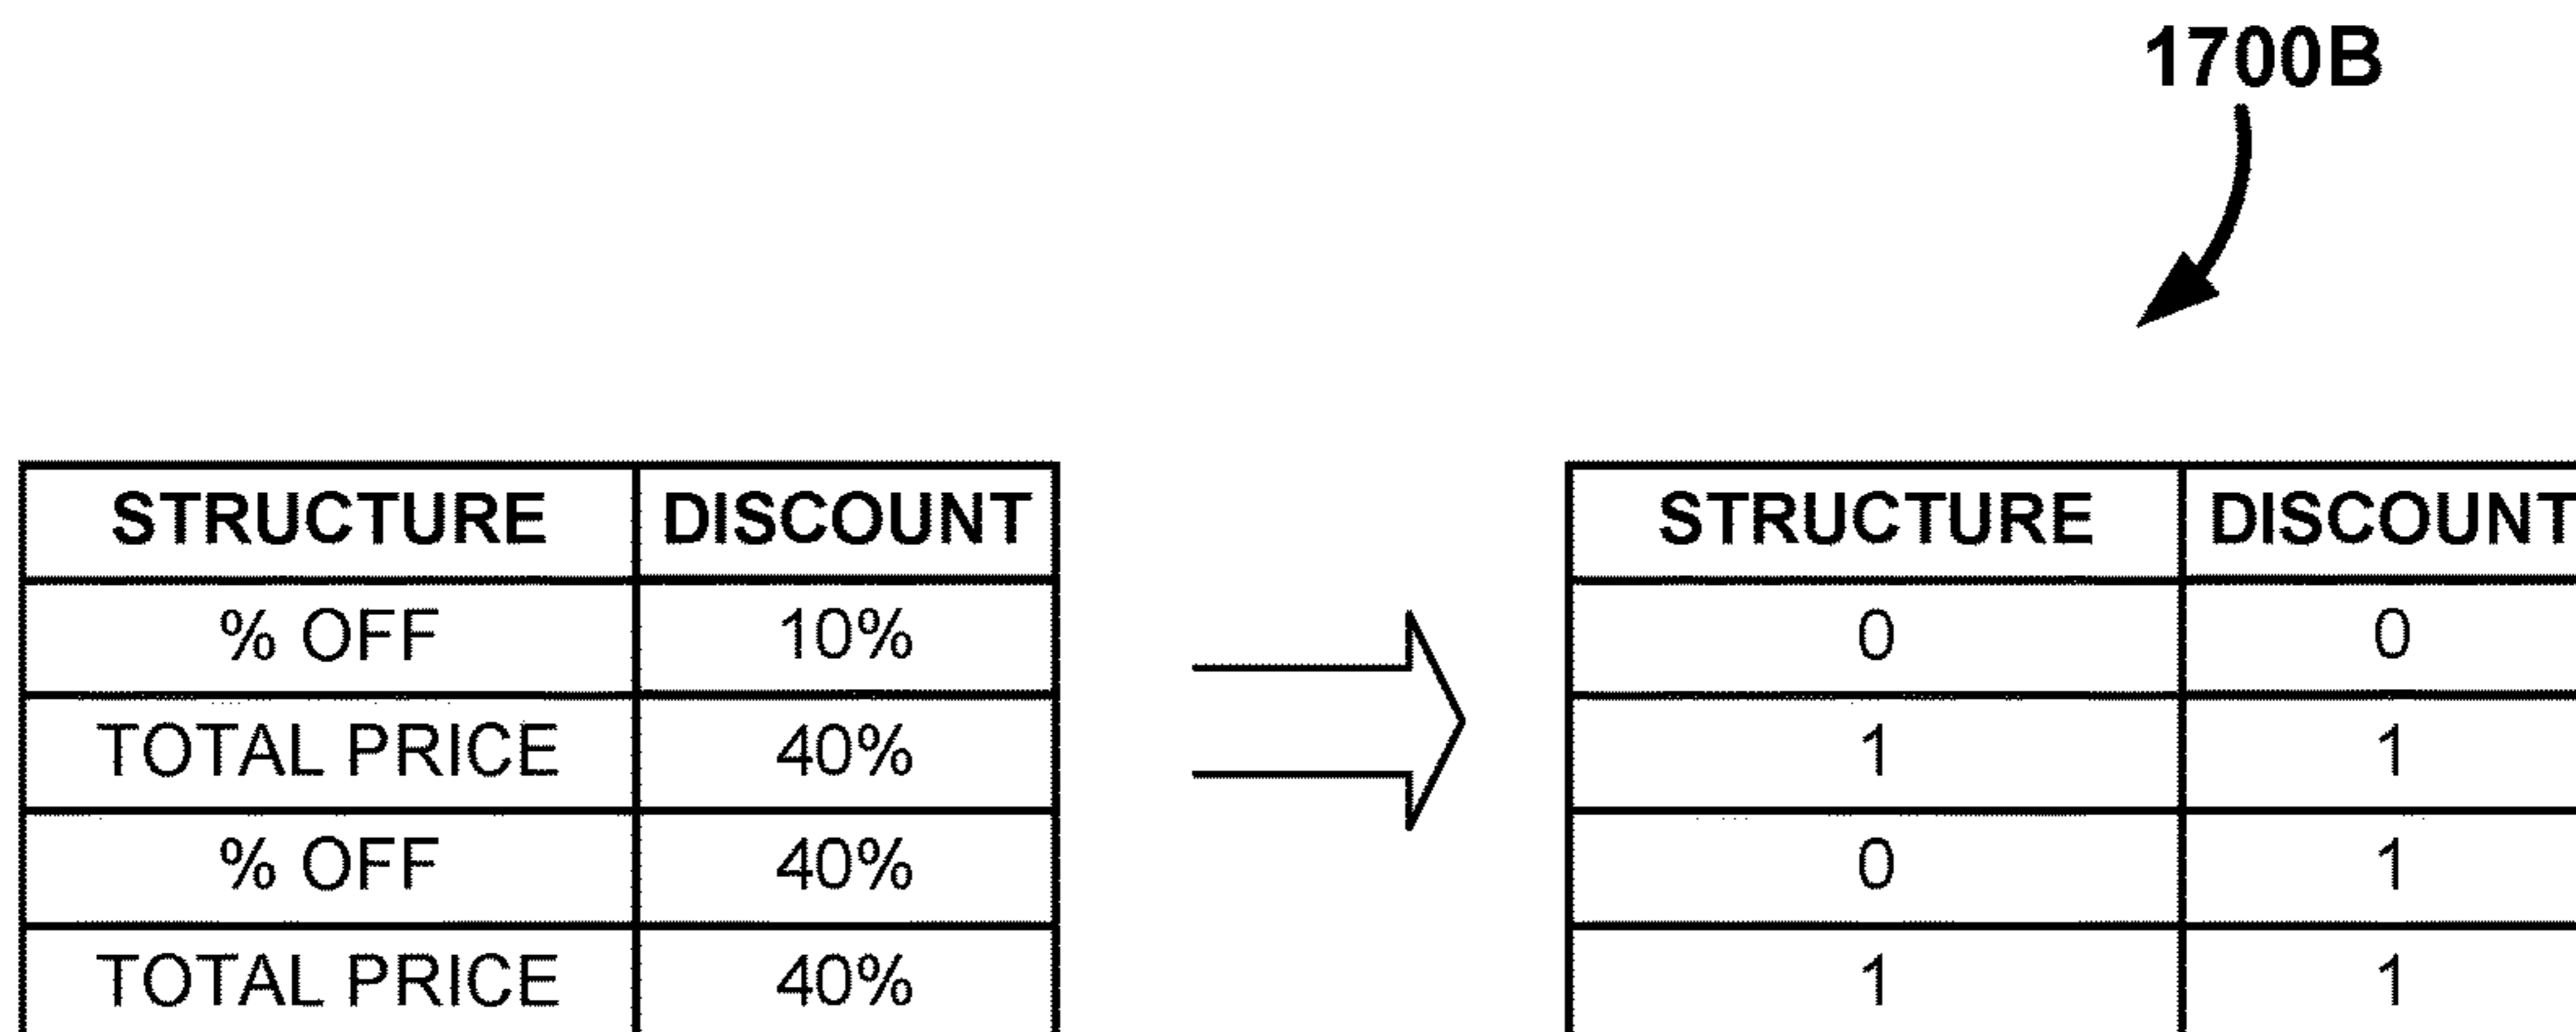 1700B
STRUCTURE DISCOUNT
% OFF 10%
TOTAL PRICE 40%
% OFF 40%
TOTAL PRICE 40%
STRUCTURE DISCOUNT
0 0
1 1
0 1
1 1